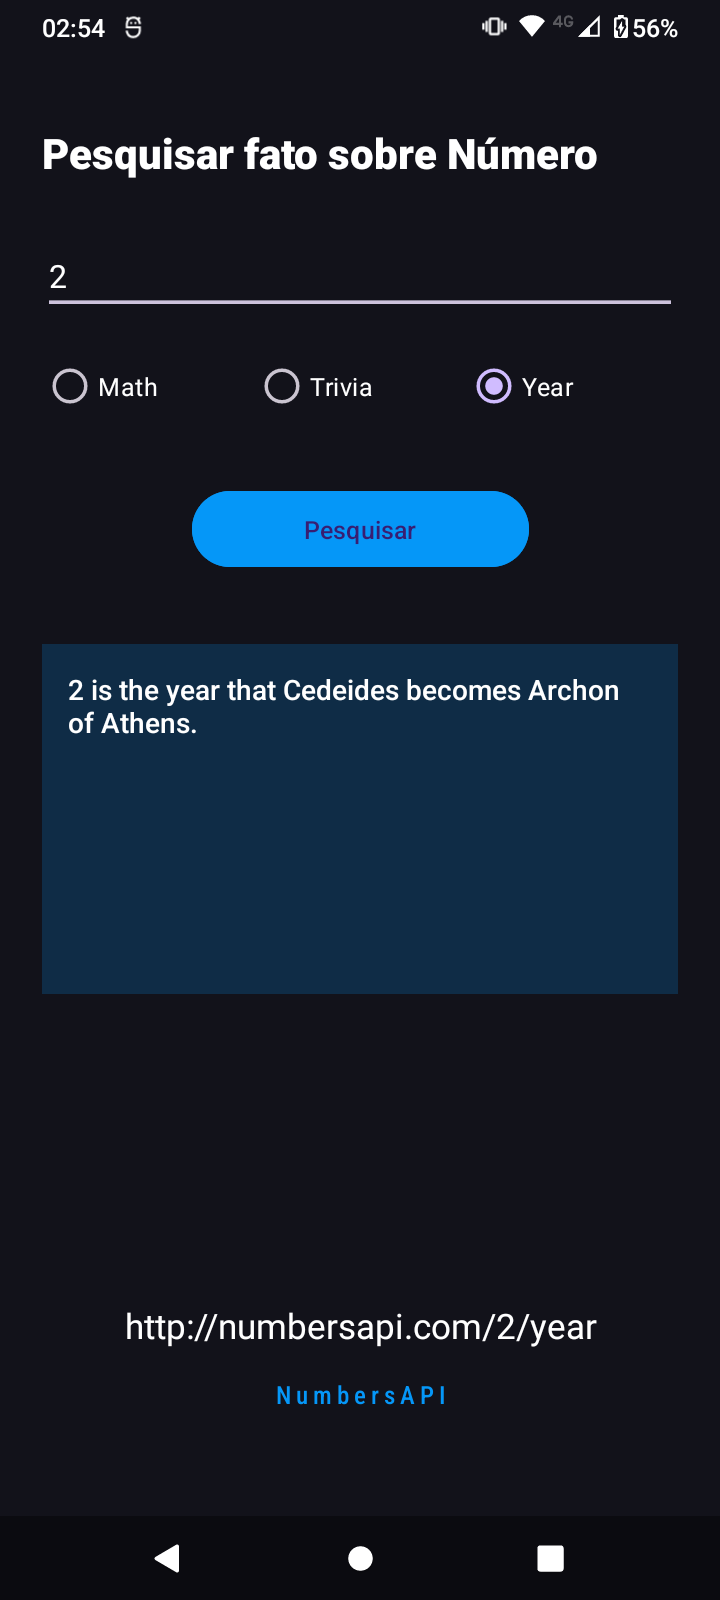 02:54
4G
56%
Pesquisar fato sobre Número
2
Math
Trivia
Year
Pesquisar
2 is the year that Cedeides becomes Archon
of Athens.
http://numbersapi.com/2/year
NumbersAPI